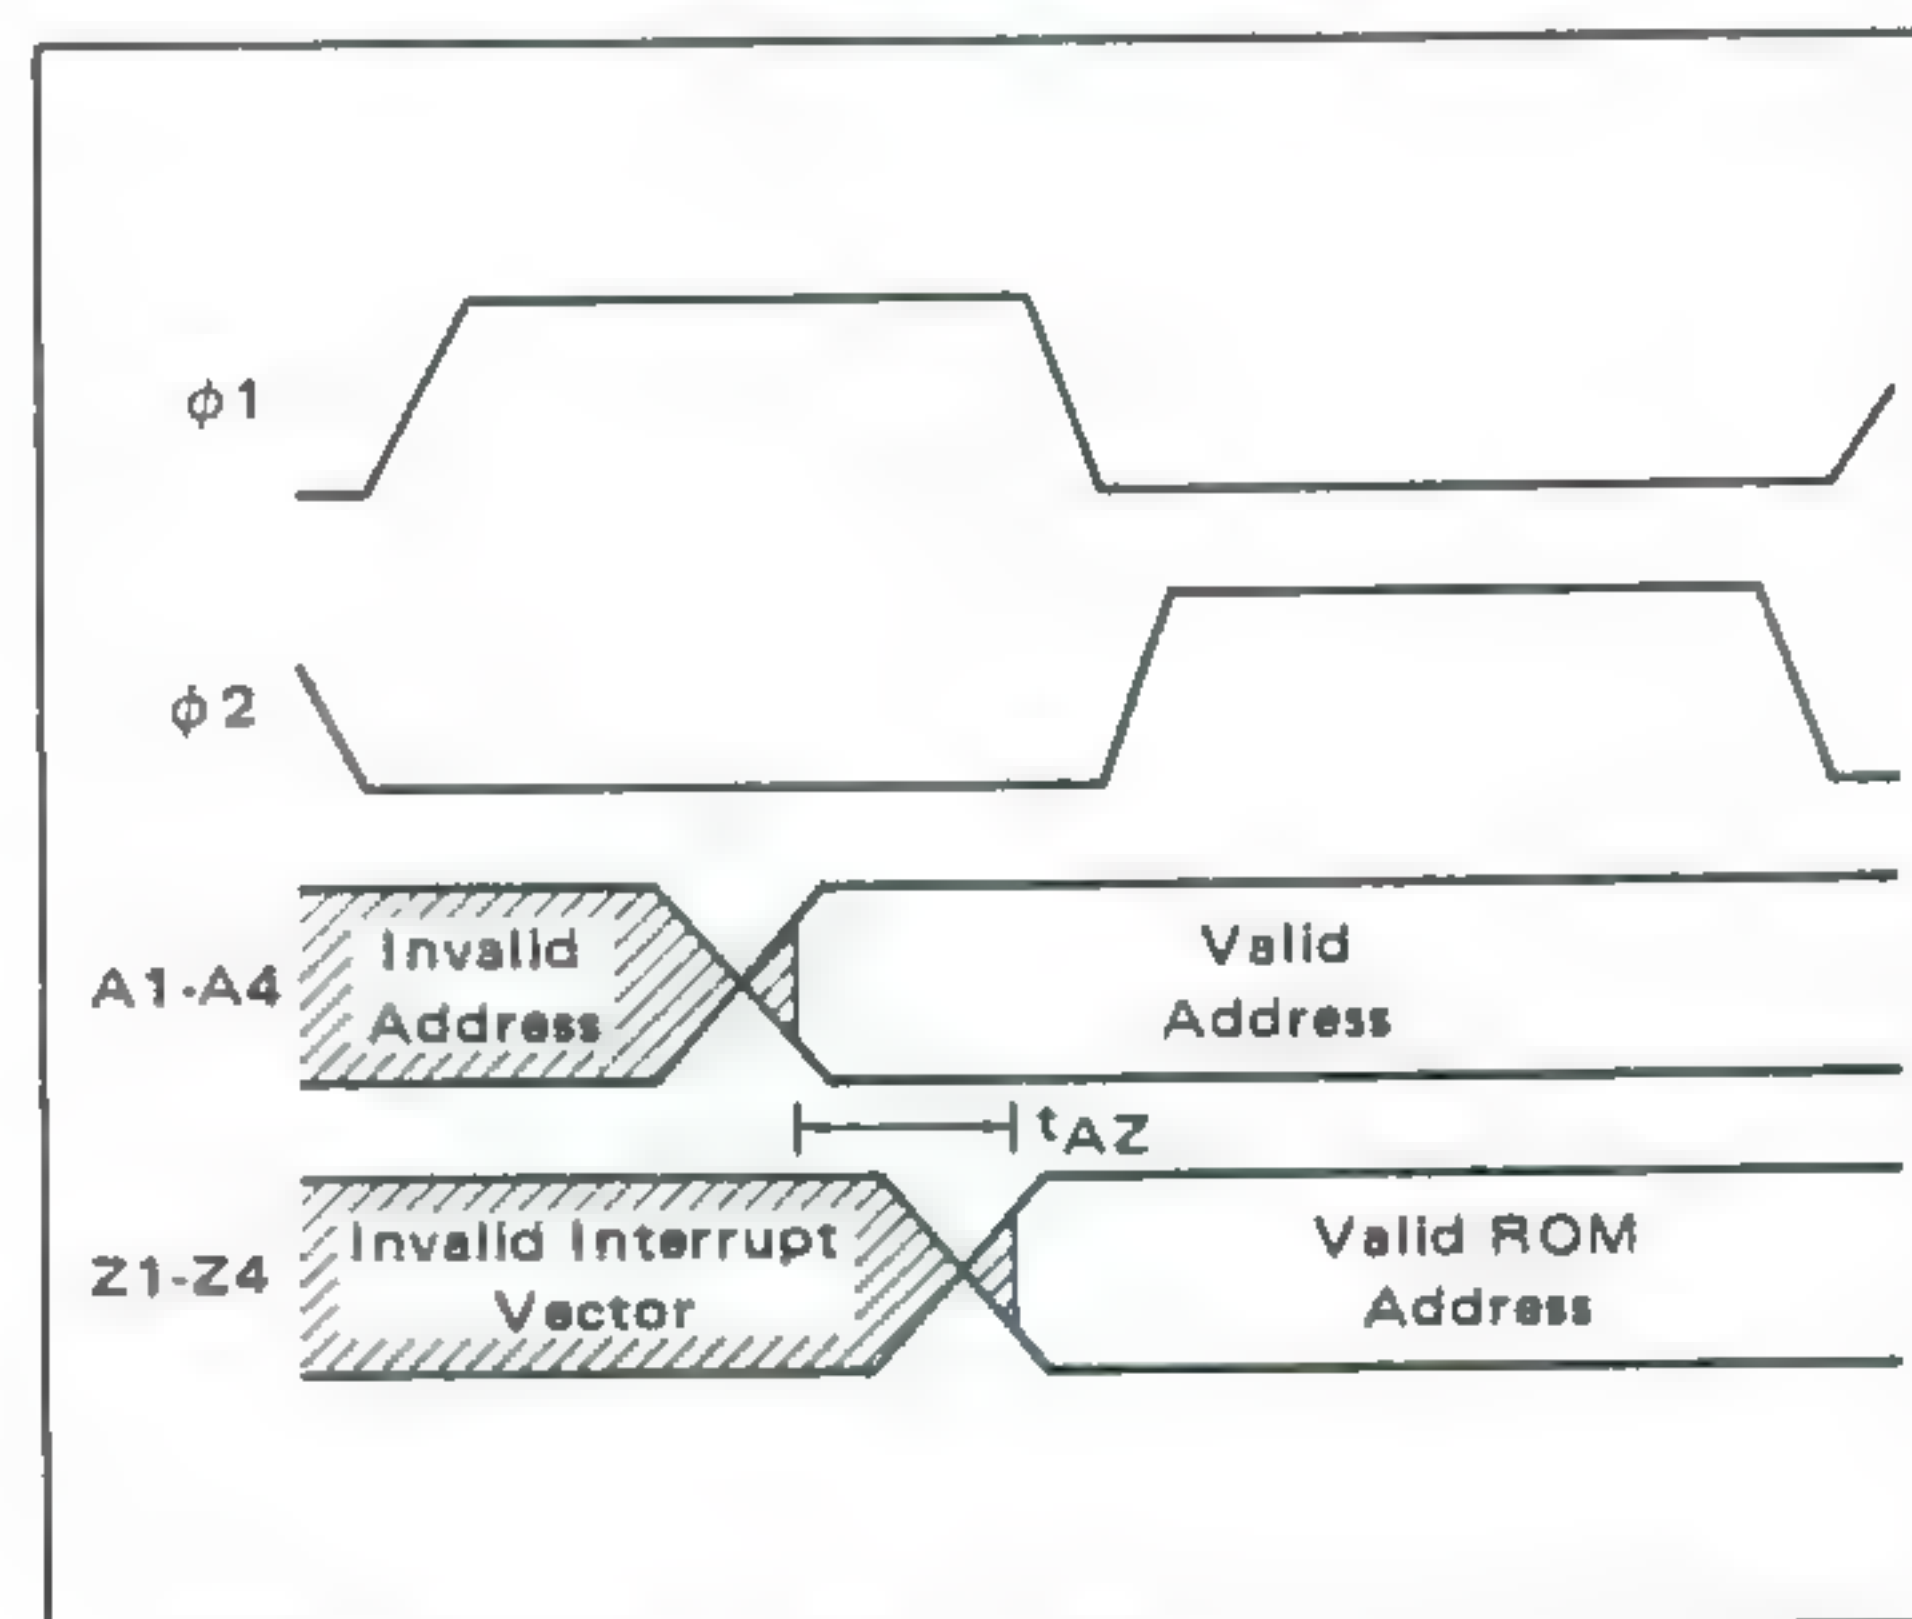 ϕ1
ϕ2
A1-A4
Invalid
Address
Valid
Address
tAZ
Z1-Z4
Invalid Interrupt
Vector
Valid ROM
Address